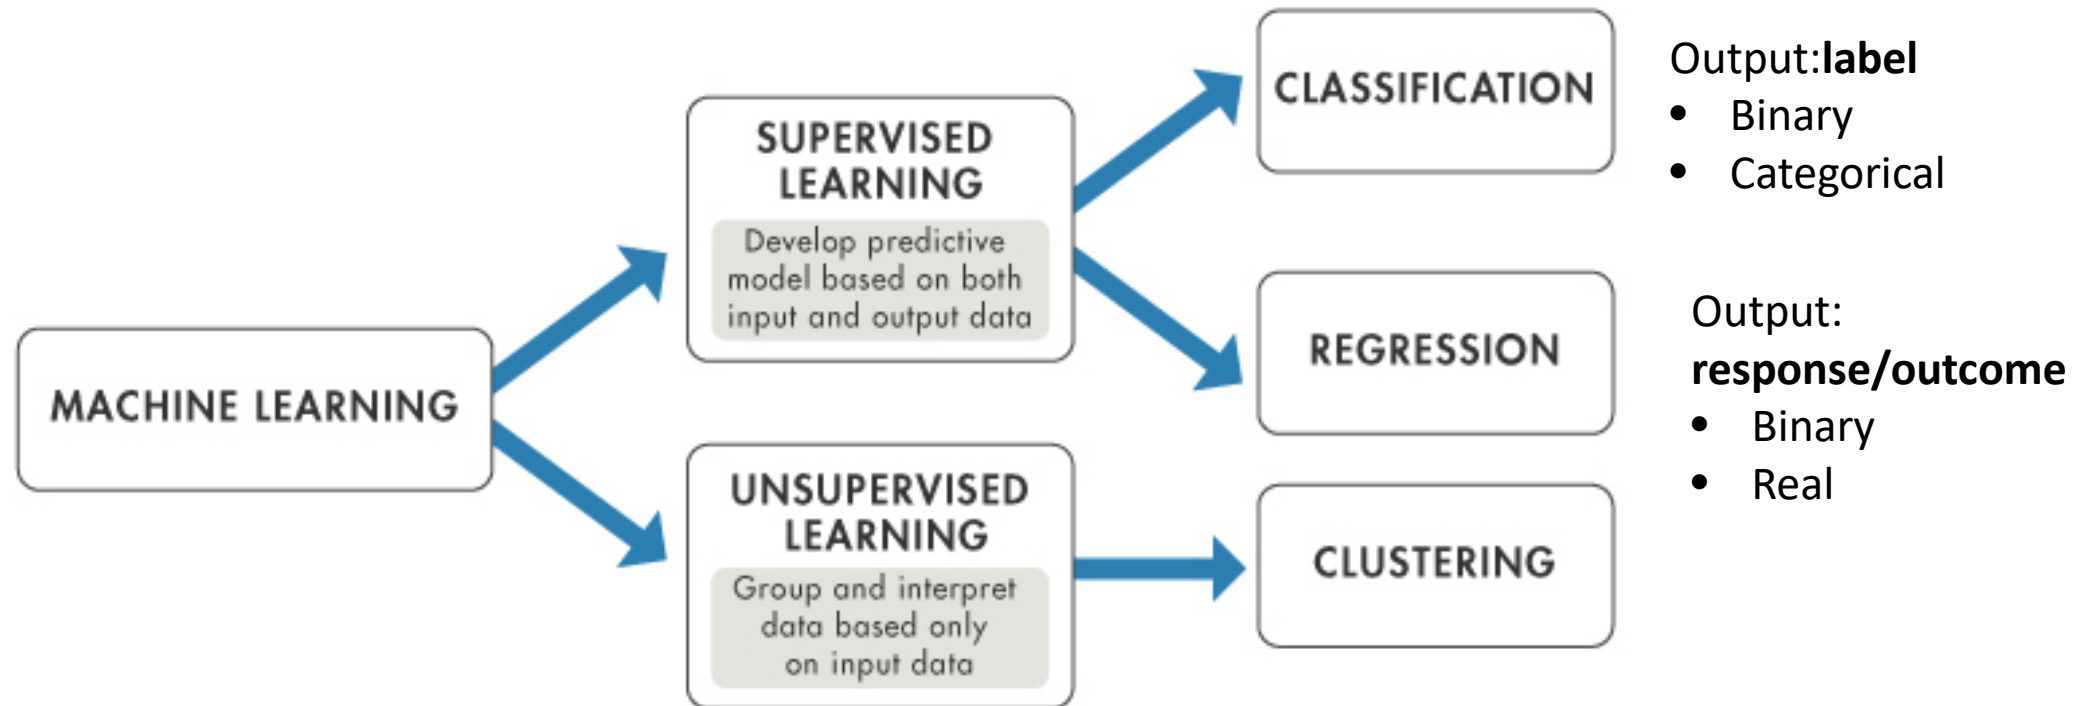 MACHINE LEARNING
SUPERVISED
LEARNING
Develop predictive
model based on both
input and output data
UNSUPERVISED
LEARNING
Group and interpret
data based only
on input data
CLASSIFICATION
Output:label
• Binary
• Categorical
REGRESSION
Output:
response/outcome
• Binary
• Real
CLUSTERING